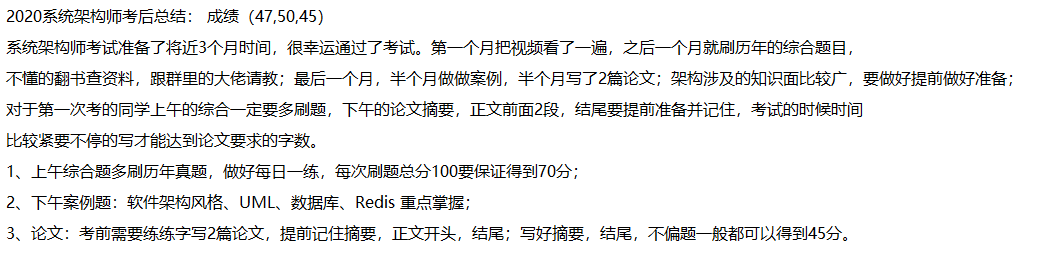 2020系统架构师考后总结： 成绩（47,50,45）
系统架构师考试准备了将近3个月时间，很幸运通过了考试。第一个月把视频看了一遍，之后一个月就刷历年的综合题目，
不懂的翻书查资料，跟群里的大佬请教；最后一个月，半个月做做案例，半个月写了2篇论文；架构涉及的知识面比较广，要做好提前做好准备；
对于第一次考的同学上午的综合一定要多刷题，下午的论文摘要，正文前面2段，结尾要提前准备并记住，考试的时候时间
比较紧要不停的写才能达到论文要求的字数。
1、上午综合题多刷历年真题，做好每日一练，每次刷题总分100要保证得到70分；
2、下午案例题：软件架构风格、UML、数据库、Redis 重点掌握；
3、论文：考前需要练练字写2篇论文，提前记住摘要，正文开头，结尾；写好摘要，结尾，不偏题一般都可以得到45分。